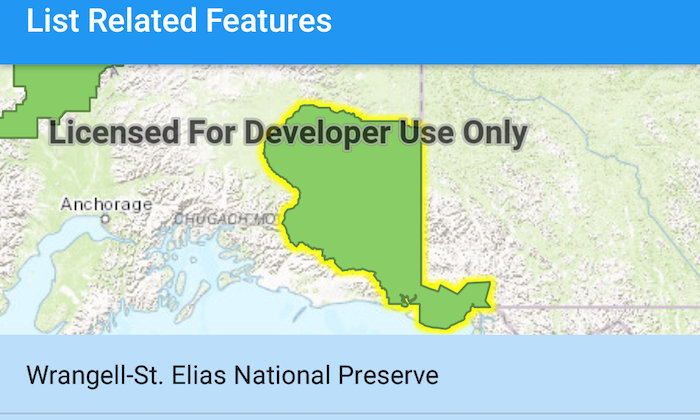 List Related Features
Licensed For Developer Use Only
Anchorage
CHUGACH MO
Wrangell-St. Elias National Preserve